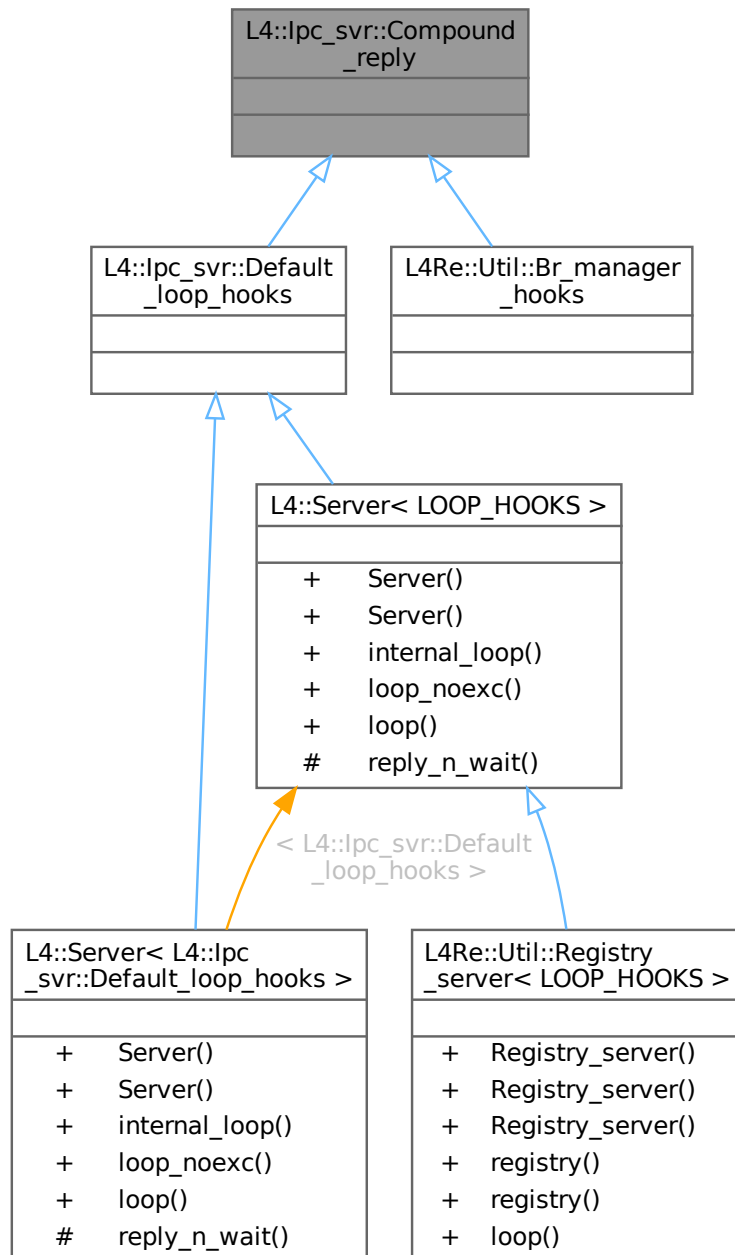 L4::Ipc_svr::Compound
_reply
L4::Ipc_svr::Default
_loop_hooks
L4Re::Util::Br_manager
_hooks
L4::Server< LOOP_HOOKS >
+ Server()
+ Server()
+ internal_loop()
+ loop_noexc()
+ loop()
# reply_n_wait()
< L4::Ipc_svr::Default
_loop_hooks >
L4::Server< L4::Ipc
_svr::Default_loop_hooks >
+ Server()
+ Server()
+ internal_loop()
+ loop_noexc()
+ loop()
# reply_n_wait()
L4Re::Util::Registry
_server< LOOP_HOOKS >
+ Registry_server()
+ Registry_server()
+ Registry_server()
+ registry()
+ registry()
+ loop()